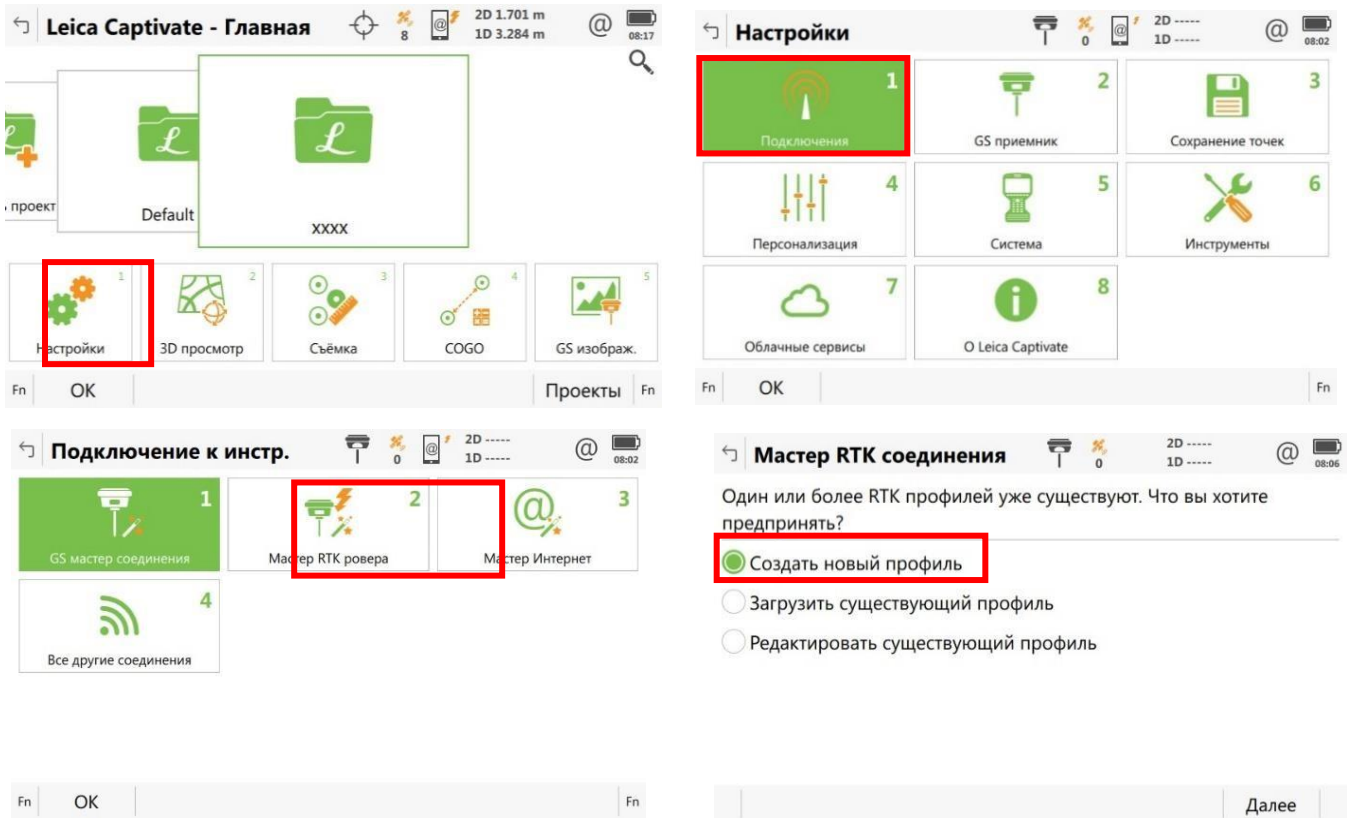 Leica Captivate - Главная
8
@
2D 1.701 m
1D 3.284 m
@
08:17
ь проект
Default
xxxx
1
Настройки
2
3D просмотр
3
Съёмка
4
COGO
5
GS изображ.
Fn OK Проекты Fn
Настройки
0
@
2D -----
1D -----
@
08:02
1
Подключения
2
GS приемник
3
Сохранение точек
4
Персонализация
5
Система
6
Инструменты
7
Облачные сервисы
8
О Leica Captivate
Fn OK Fn
Подключение к инстр.
0
@
2D -----
1D -----
@
08:02
1
GS мастер соединения
2
Мастер RTK ровера
3
@
Мастер Интернет
4
Все другие соединения
Fn OK Fn
Мастер RTK соединения
0
2D -----
1D -----
@
08:06
Один или более RTK профилей уже существуют. Что вы хотите
предпринять?
Создать новый профиль
Загрузить существующий профиль
Редактировать существующий профиль
Далее